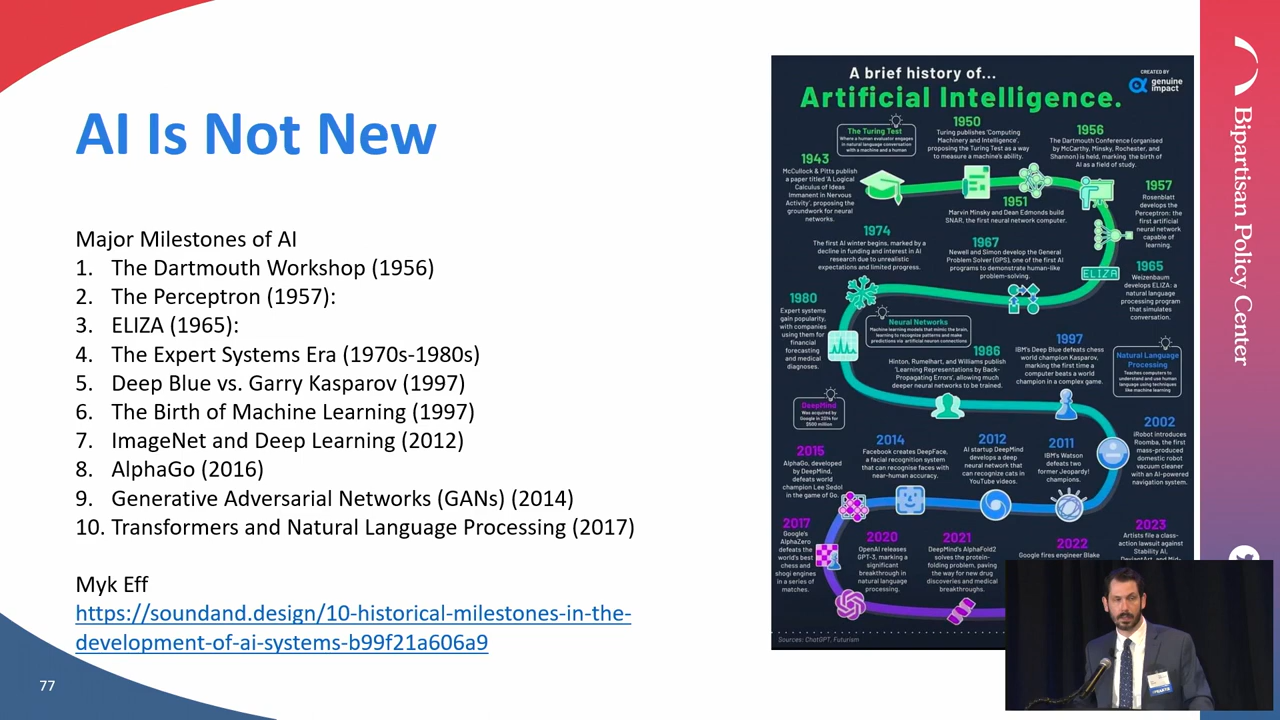 AI Is Not New
Major Milestones of AI
1. The Dartmouth Workshop (1956)
2. The Perceptron (1957):
3. ELIZA (1965):
4. The Expert Systems Era (1970s-1980s)
5. Deep Blue vs. Garry Kasparov (1997)
6. The Birth of Machine Learning (1997)
7. ImageNet and Deep Learning (2012)
8. AlphaGo (2016)
9. Generative Adversarial Networks (GANs) (2014)
10. Transformers and Natural Language Processing (2017)
Myk Eff
https://soundand.design/10-historical-milestones-in-the-
development-of-ai-systems-b99f21a606a9
77
A brief history of...
Artificial Intelligence.
CREATED BY
genuine
impact
The Turing Test
Where a human evaluator engages
in natural language conversation
with a machine and a human
1950
Turing publishes 'Computing
Machinery and Intelligence',
proposing the Turing Test as a way
to measure a machine's ability.
1956
The Dartmouth Conference (organised
by McCarthy, Minsky, Rochester, and
Shannon) is held, marking the birth of
AI as a field of study.
1943
McCullock & Pitts publish
a paper titled 'A Logical
Calculus of Ideas
Immanent in Nervous
Activity', proposing the
groundwork for neural
networks.
1951
Marvin Minsky and Dean Edmonds build
SNAR, the first neural network computer.
1957
Rosenblatt
develops the
Perceptron: the
first artificial
neural network
capable of
learning.
1974
The first AI winter begins, marked by a
decline in funding and interest in AI
research due to unrealistic
expectations and limited progress.
1967
Newell and Simon develop the General
Problem Solver (GPS), one of the first AI
programs to demonstrate human-like
problem-solving.
ELIZA
1965
Weizenbaum
develops ELIZA: a
natural language
processing program
that simulates
conversation.
1980
Expert systems
gain popularity,
with companies
using them for
financial
forecasting
and medical
diagnoses.
Neural Networks
Machine learning models that mimic the brain,
learning to recognize patterns and make
predictions via artificial neuron connections
1986
Hinton, Rumelhart, and Williams publish
'Learning Representations by Back-
Propagating Errors', allowing much
deeper neural networks to be trained.
1997
IBM's Deep Blue defeats chess
world champion Kasparov,
marking the first time a
computer beats a world
champion in a complex game.
Natural Language
Processing
Teaches computers to
understand and use human
language using techniques
like machine learning
DeepMind
Was acquired by
Google in 2014 for
$500 million
2002
iRobot introduces
Roomba, the first
mass-produced
domestic robot
vacuum cleaner
with an AI-powered
navigation system.
2015
AlphaGo, developed
by DeepMind,
defeats world
champion Lee Sedol
in the game of Go.
2014
Facebook creates DeepFace,
a facial recognition system
that can recognise faces with
near-human accuracy.
2012
AI startup DeepMind
develops a deep
neural network that
can recognize cats in
YouTube videos.
2011
IBM's Watson
defeats two
former Jeopardy!
champions.
2017
Google's
AlphaZero
defeats the
world's best
chess and
shogi engines
in a series of
matches.
2020
OpenAI releases
GPT-3, marking a
significant
breakthrough in
natural language
processing.
2021
DeepMind's AlphaFold2
solves the protein-
folding problem, paving
the way for new drug
discoveries and medical
breakthroughs.
2022
Google fires engineer Blake
2023
Artists file a class-
action lawsuit against
Stability AI,
DeviantArt, and Mid-
Sources: ChatGPT, Futurism
Bipartisan Policy Center